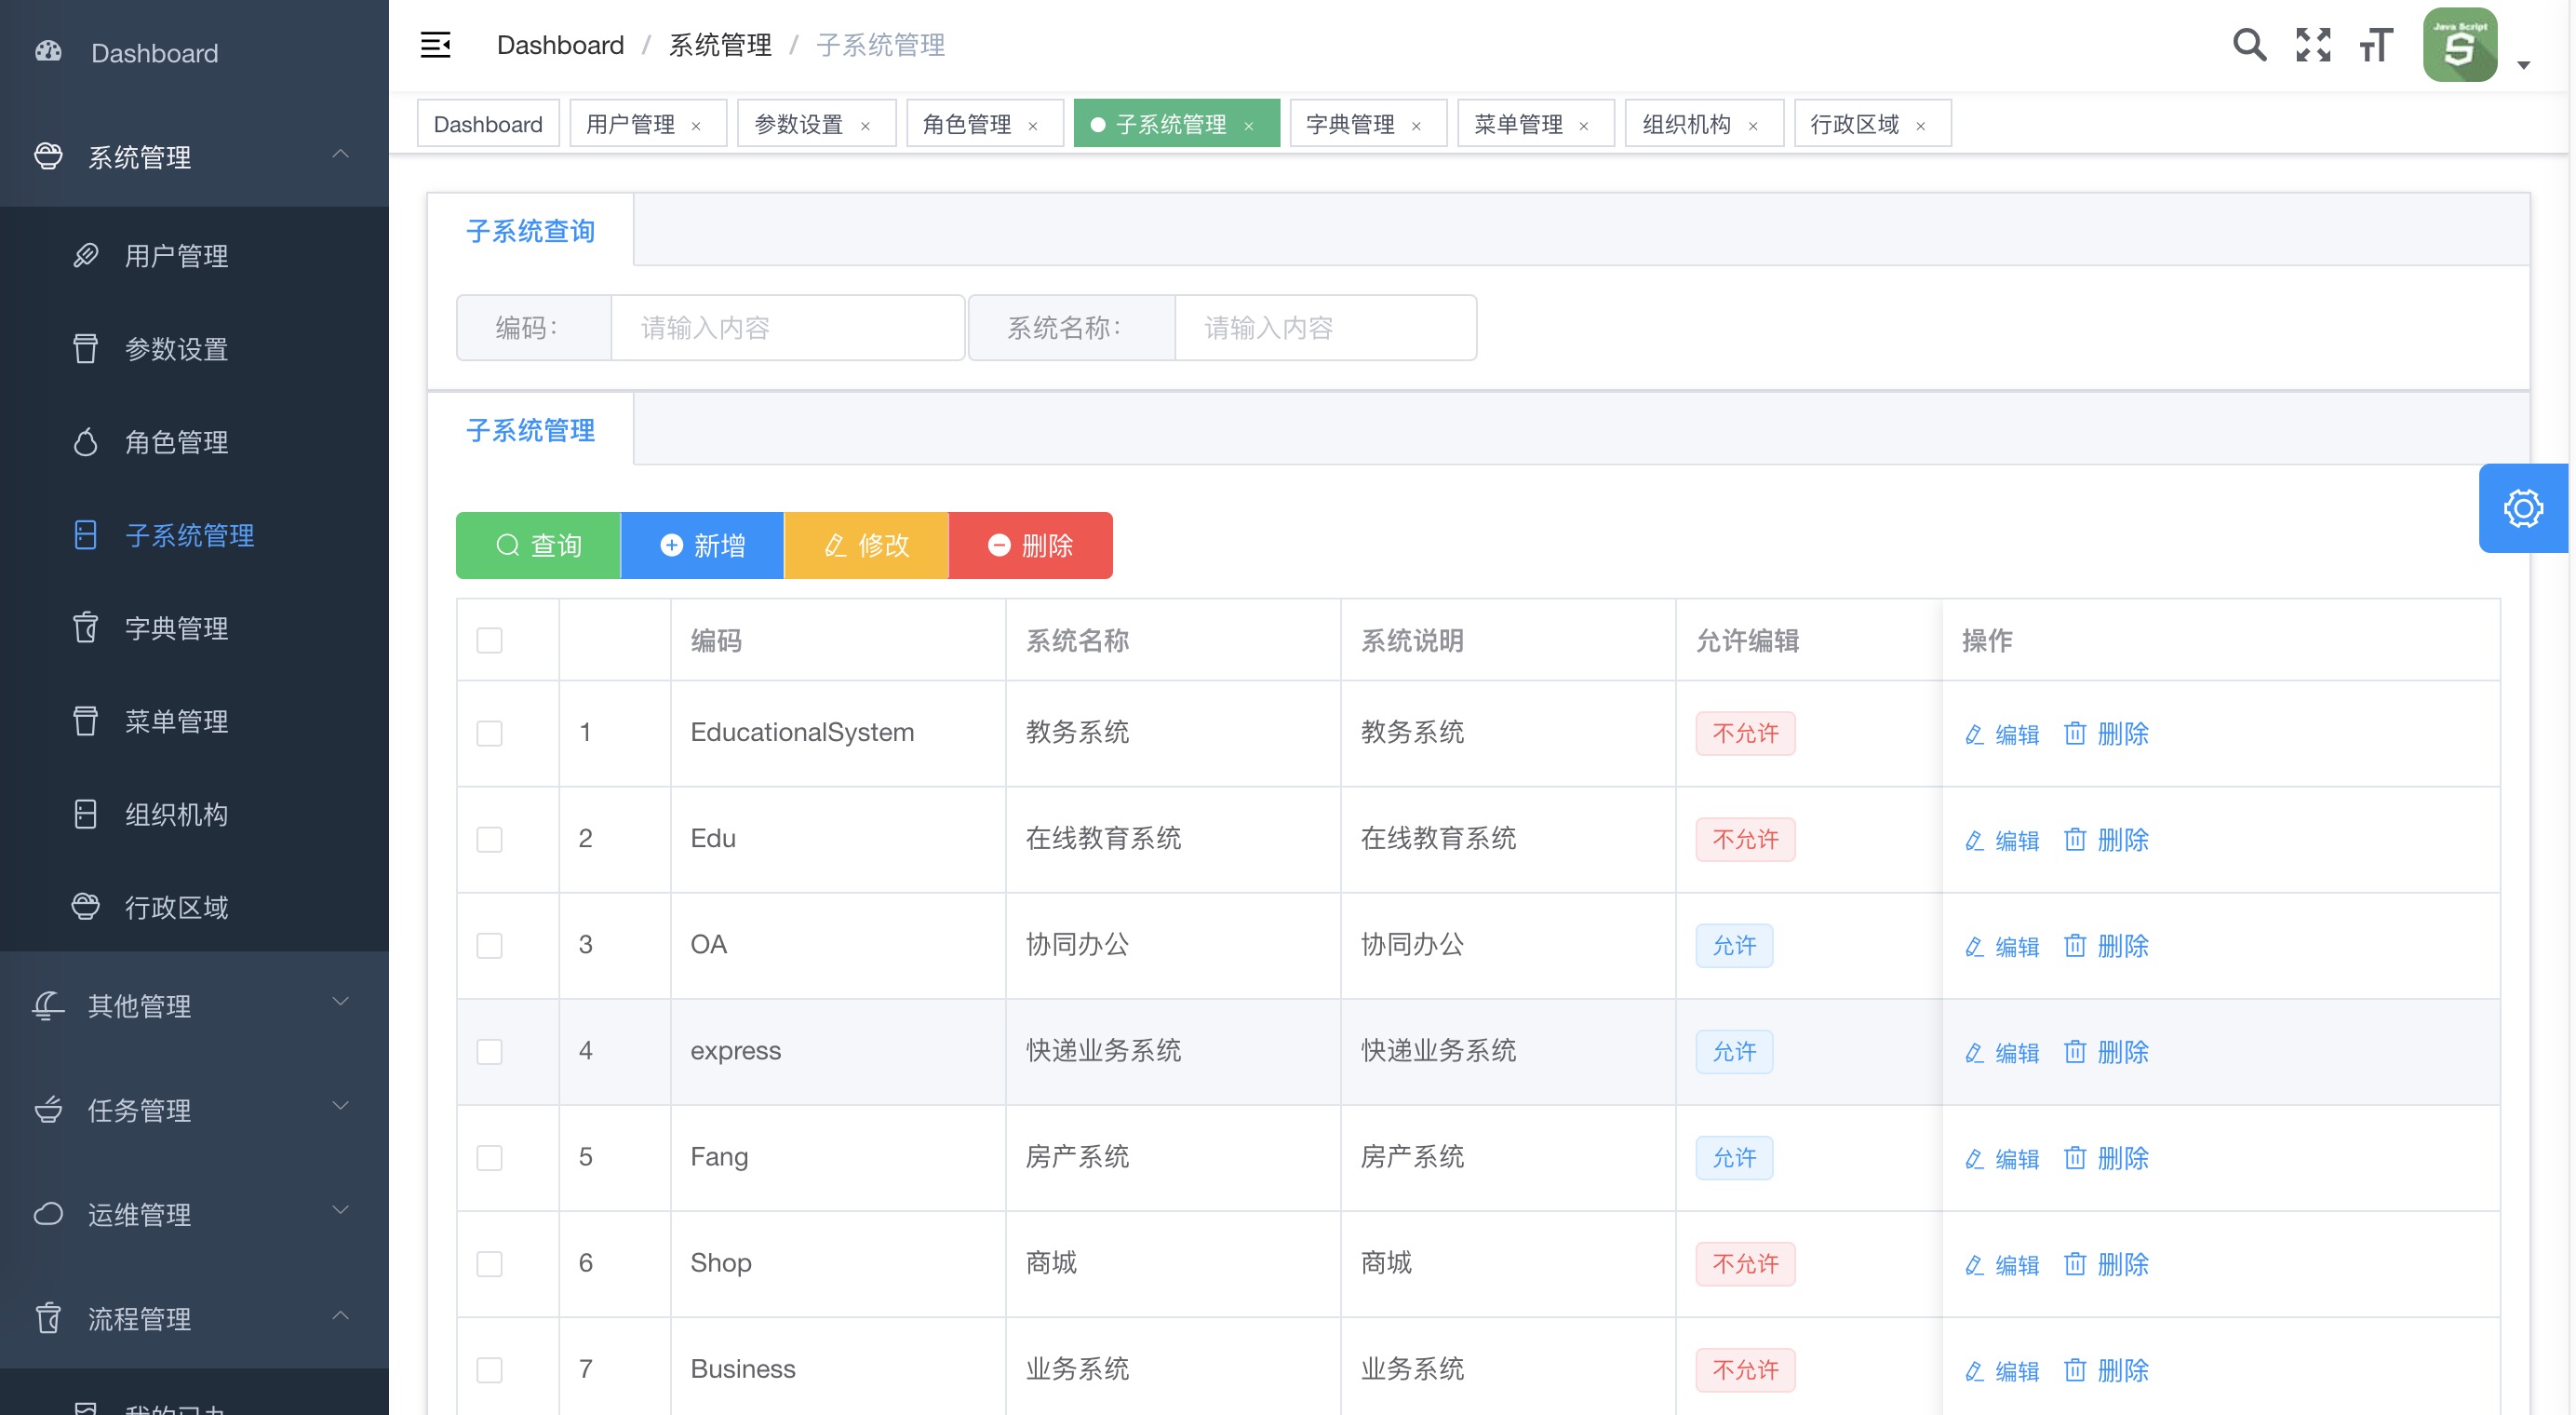 Dashboard
系统管理
用户管理
参数设置
角色管理
子系统管理
字典管理
菜单管理
组织机构
行政区域
其他管理
任务管理
运维管理
流程管理
我的已办
Dashboard / 系统管理 / 子系统管理
Java Script
Dashboard 用户管理 × 参数设置 × 角色管理 × 子系统管理 × 字典管理 × 菜单管理 × 组织机构 × 行政区域 ×
子系统查询
编码: 请输入内容 系统名称: 请输入内容
子系统管理
查询 新增 修改 删除
编码 系统名称 系统说明 允许编辑 操作
1 EducationalSystem 教务系统 教务系统 不允许 编辑 删除
2 Edu 在线教育系统 在线教育系统 不允许 编辑 删除
3 OA 协同办公 协同办公 允许 编辑 删除
4 express 快递业务系统 快递业务系统 允许 编辑 删除
5 Fang 房产系统 房产系统 允许 编辑 删除
6 Shop 商城 商城 不允许 编辑 删除
7 Business 业务系统 业务系统 不允许 编辑 删除